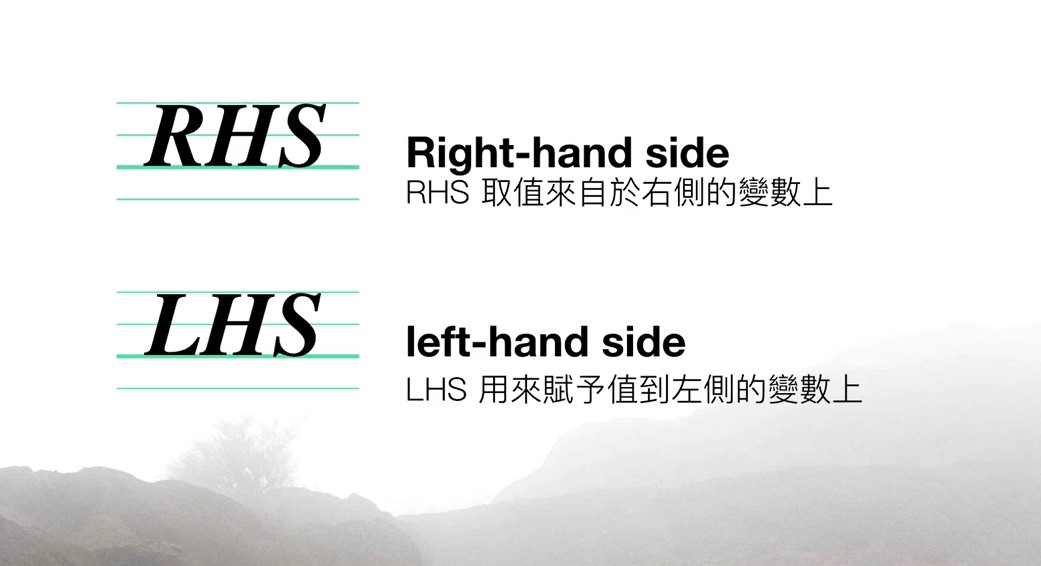 RHS
Right-hand side
RHS 取值來自於右側的變數上
LHS
left-hand side
LHS 用來賦予值到左側的變數上